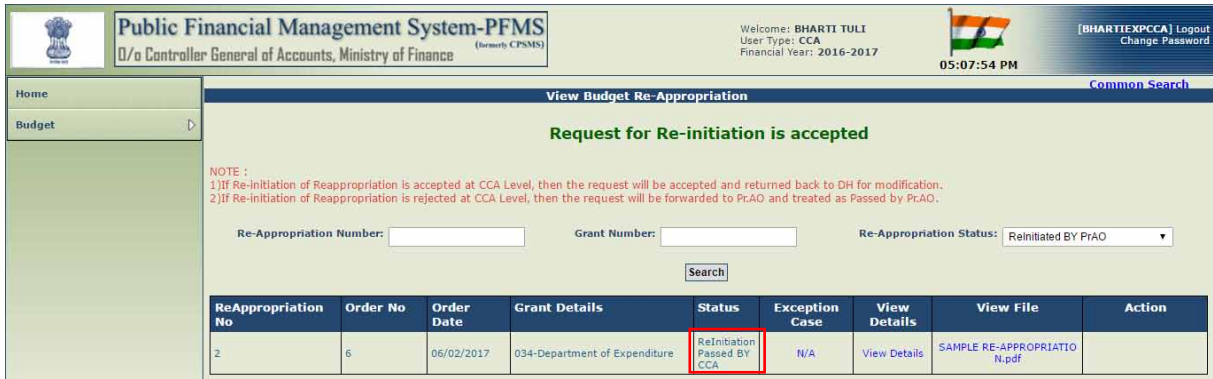 Public Financial Management System-PFMS
(formerly CPSMS)
O/o Controller General of Accounts, Ministry of Finance
Welcome: BHARTI TULI
User Type: CCA
Financial Year: 2016-2017
05:07:54 PM
[BHARTIEXPCCA] Logout
Change Password
Common Search
Home
Budget
View Budget Re-Appropriation
Request for Re-initiation is accepted
NOTE :
1)If Re-initiation of Reappropriation is accepted at CCA Level, then the request will be accepted and returned back to DH for modification.
2)If Re-initiation of Reappropriation is rejected at CCA Level, then the request will be forwarded to Pr.AO and treated as Passed by Pr.AO.
Re-Appropriation Number: Grant Number: Re-Appropriation Status: ReInitiated BY PrAO
Search
ReAppropriation No Order No Order Date Grant Details Status Exception Case View Details View File Action
2 6 06/02/2017 034-Department of Expenditure ReInitiation Passed BY CCA N/A View Details SAMPLE RE-APPROPRIATION.pdf